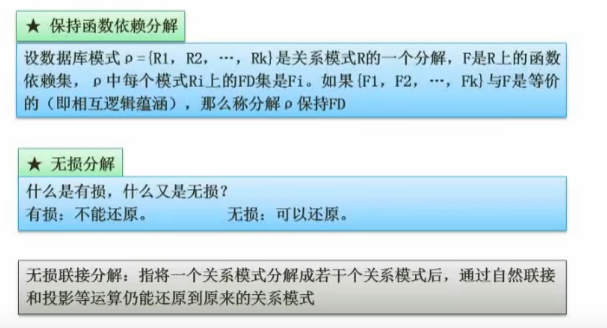 ★ 保持函数依赖分解
设数据库模式ρ={R1, R2, …, Rk}是关系模式R的一个分解，F是R上的函数
依赖集，ρ中每个模式Ri上的FD集是Fi。如果{F1, F2, …, Fk}与F是等价
的（即相互逻辑蕴涵），那么称分解ρ保持FD
★ 无损分解
什么是有损，什么又是无损？
有损：不能还原。 无损：可以还原。
无损联接分解：指将一个关系模式分解成若干个关系模式后，通过自然联接
和投影等运算仍能还原到原来的关系模式